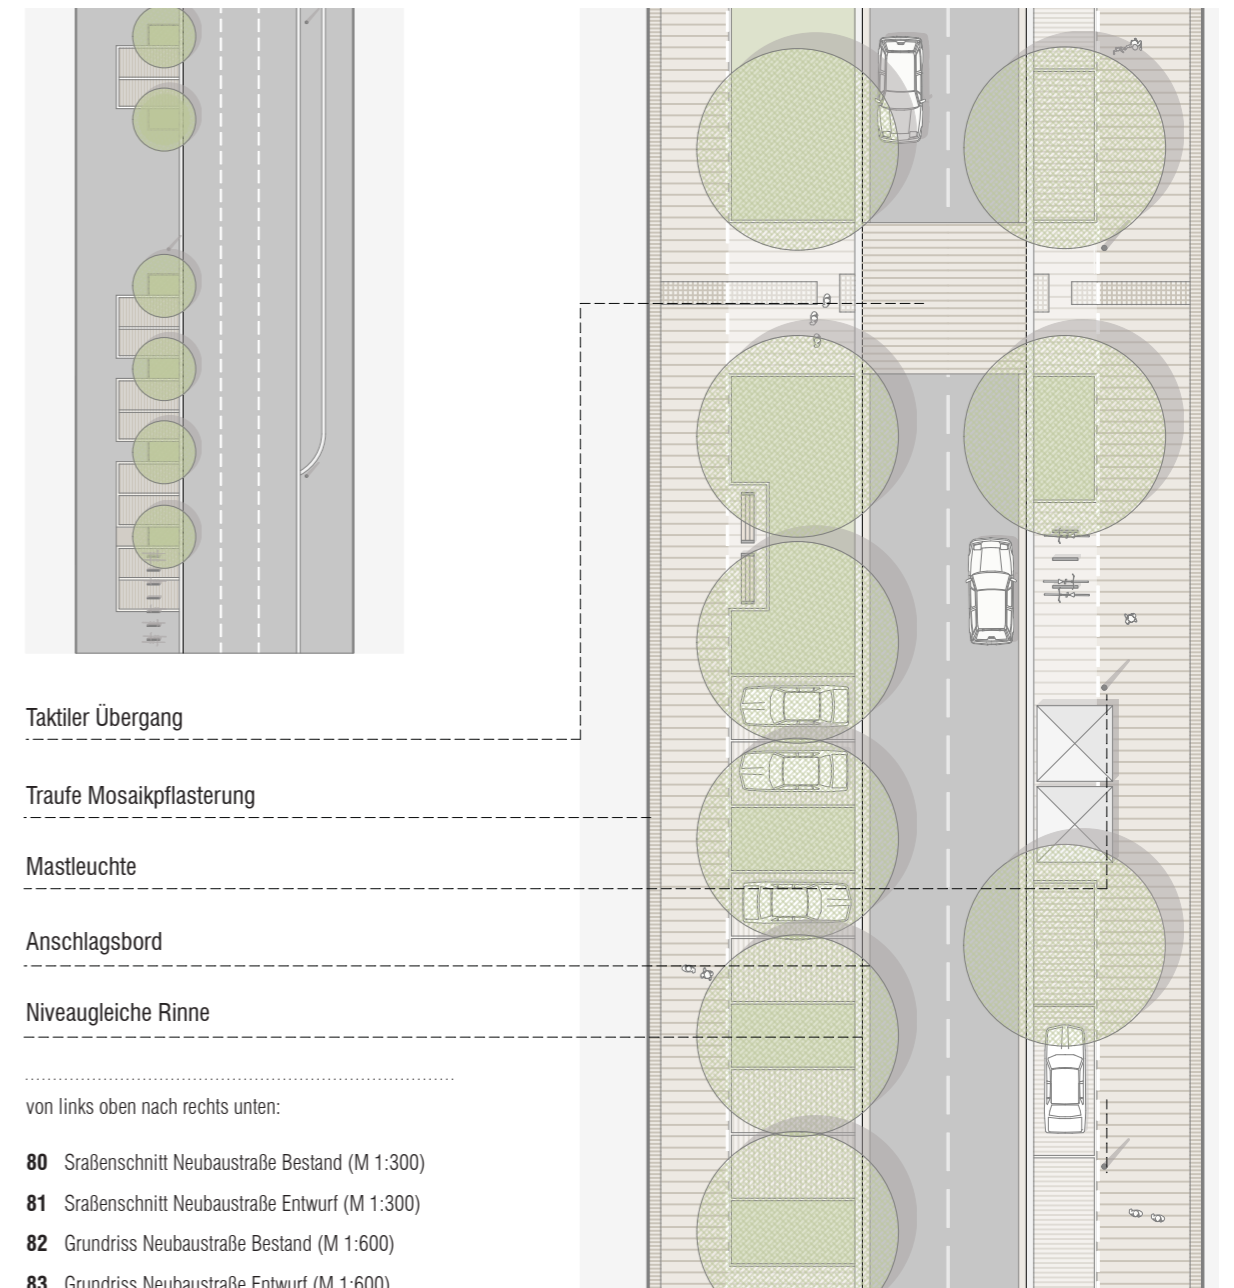 Taktiler Übergang
Traufe Mosaikpflasterung
Mastleuchte
Anschlagsbord
Niveaugleiche Rinne
von links oben nach rechts unten:
80 Sraßenschnitt Neubaustraße Bestand (M 1:300)
81 Sraßenschnitt Neubaustraße Entwurf (M 1:300)
82 Grundriss Neubaustraße Bestand (M 1:600)
83 Grundriss Neubaustraße Entwurf (M 1:600)